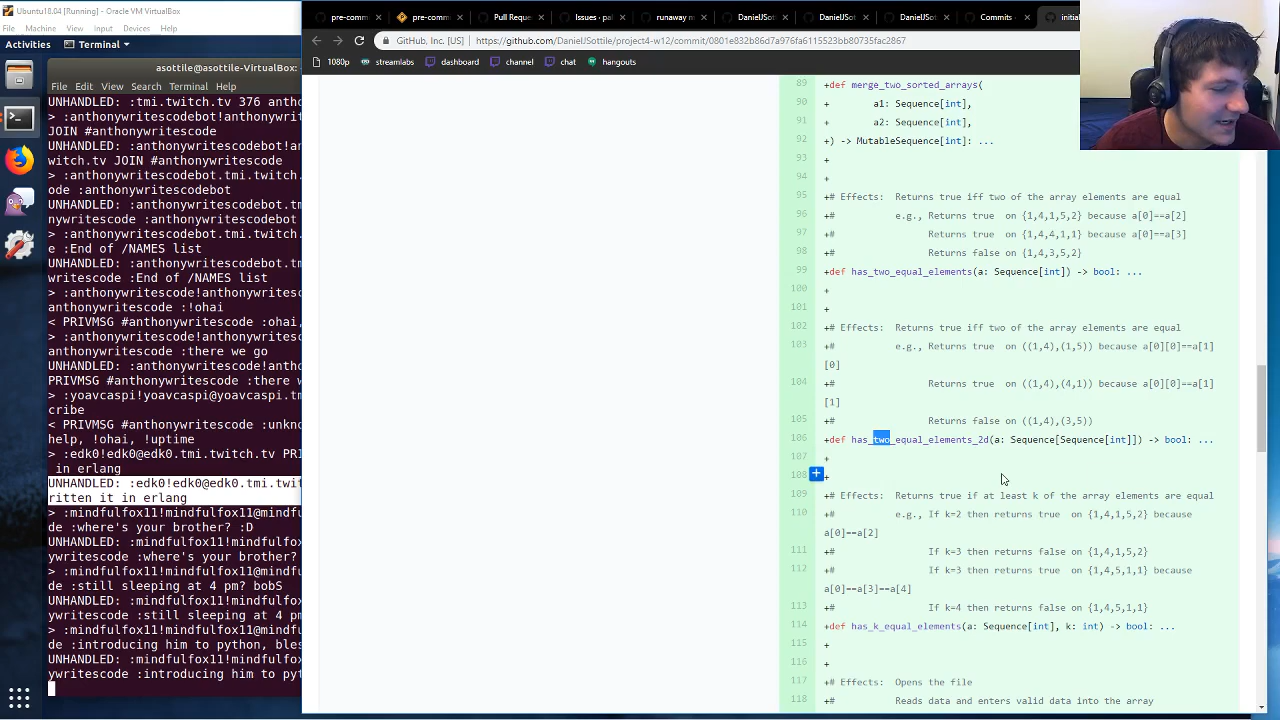 Ubuntu18.04 [Running] - Oracle VM VirtualBox
File Machine View Input Devices Help
Activities Terminal
asottile@asottile-VirtualBox:
File Edit View Search Terminal Help
UNHANDLED: :tmi.twitch.tv 376 antho
> :anthonywritescodebot!anthonywrit
JOIN #anthonywritescode
UNHANDLED: :anthonywritescodebot!an
witch.tv JOIN #anthonywritescode
> :anthonywritescodebot.tmi.twitch.
ode :anthonywritescodebot
UNHANDLED: :anthonywritescodebot.tm
nywritescode :anthonywritescodebot
> :anthonywritescodebot.tmi.twitch.
e :End of /NAMES list
UNHANDLED: :anthonywritescodebot.tm
writescode :End of /NAMES list
> :anthonywritescode!anthonywritesc
anthonywritescode :!ohai
< PRIVMSG #anthonywritescode :ohai,
> :anthonywritescode!anthonywritesc
anthonywritescode :there we go
UNHANDLED: :anthonywritescode!antho
PRIVMSG #anthonywritescode :there w
> :yoavcaspi!yoavcaspi@yoavcaspi.tm
cribe
< PRIVMSG #anthonywritescode :unkno
help, !ohai, !uptime
> :edk0!edk0@edk0.tmi.twitch.tv PRI
in erlang
UNHANDLED: :edk0!edk0@edk0.tmi.twit
ritten it in erlang
> :mindfulfox11!mindfulfox11@mindfu
de :where's your brother? :D
UNHANDLED: :mindfulfox11!mindfulfox
ywritescode :where's your brother?
> :mindfulfox11!mindfulfox11@mindfu
de :still sleeping at 4 pm? bobS
UNHANDLED: :mindfulfox11!mindfulfox
ywritescode :still sleeping at 4 pm
> :mindfulfox11!mindfulfox11@mindfu
de :introducing him to python, bles
UNHANDLED: :mindfulfox11!mindfulfox
ywritescode :introducing him to pyt
pre-comm pre-comm Pull Reque Issues · pal runaway m DanielJSott DanielJSott DanielJSott Commits · initial
GitHub, Inc. [US] https://github.com/DanielJSottile/project4-w12/commit/0801e832b86d7a976fa6115523bb80735fac2867
1080p streamlabs dashboard channel chat hangouts
89 +def merge_two_sorted_arrays(
90 + a1: Sequence[int],
91 + a2: Sequence[int],
92 +) -> MutableSequence[int]: ...
93 +
94 +
95 +# Effects: Returns true iff two of the array elements are equal
96 +# e.g., Returns true on {1,4,1,5,2} because a[0]==a[2]
97 +# Returns true on {1,4,4,1,1} because a[0]==a[3]
98 +# Returns false on {1,4,3,5,2}
99 +def has_two_equal_elements(a: Sequence[int]) -> bool: ...
100 +
101 +
102 +# Effects: Returns true iff two of the array elements are equal
103 +# e.g., Returns true on ((1,4),(1,5)) because a[0][0]==a[1]
[0]
104 +# Returns true on ((1,4),(4,1)) because a[0][0]==a[1]
[1]
105 +# Returns false on ((1,4),(3,5))
106 +def has_two_equal_elements_2d(a: Sequence[Sequence[int]]) -> bool: ...
107 +
108 +
109 +# Effects: Returns true if at least k of the array elements are equal
110 +# e.g., If k=2 then returns true on {1,4,1,5,2} because
a[0]==a[2]
111 +# If k=3 then returns false on {1,4,1,5,2}
112 +# If k=3 then returns true on {1,4,5,1,1} because
a[0]==a[3]==a[4]
113 +# If k=4 then returns false on {1,4,5,1,1}
114 +def has_k_equal_elements(a: Sequence[int], k: int) -> bool: ...
115 +
116 +
117 +# Effects: Opens the file
118 +# Reads data and enters valid data into the array